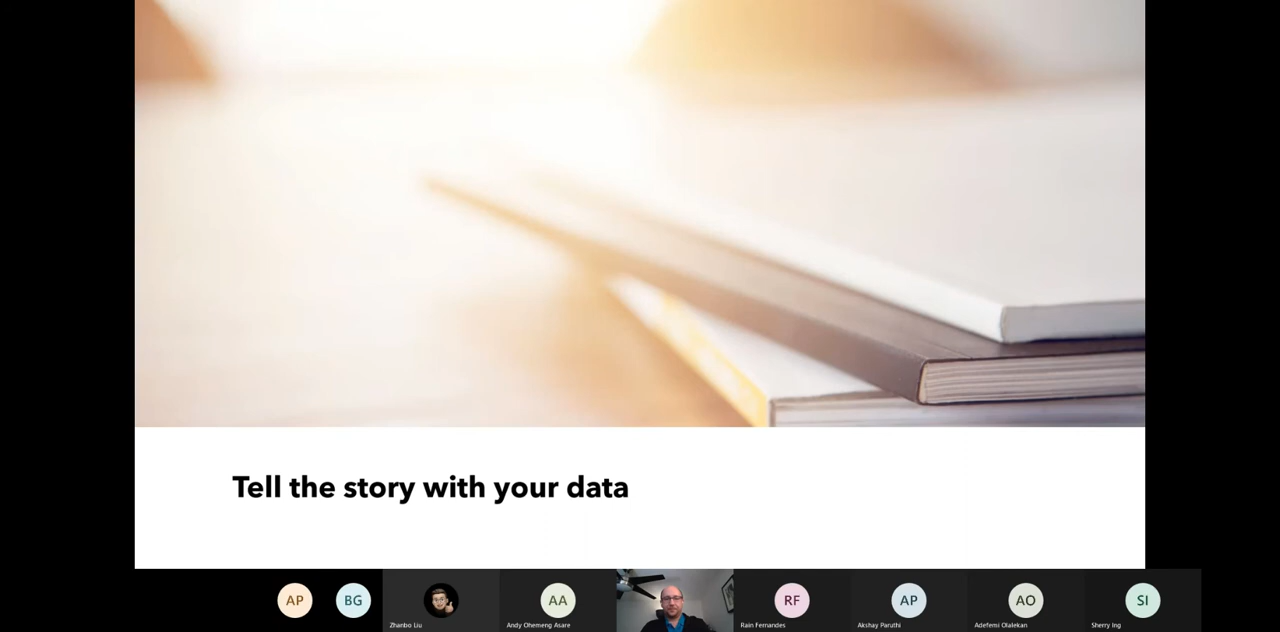 Tell the story with your data
AP
BG
Zhanbo Liu
AA
Andy Ohemeng Asare
RF
Rain Fernandes
AP
Akshay Paruthi
AO
Adefemi Olalekan
SI
Sherry Ing